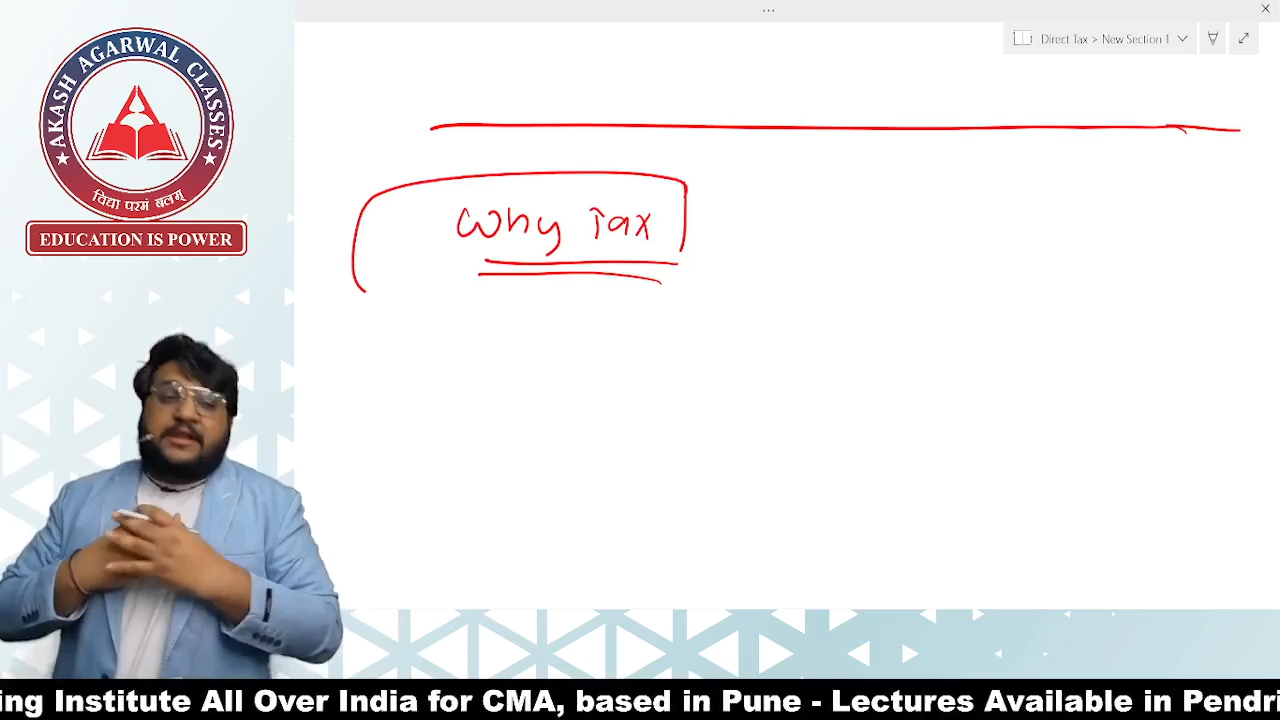 AKASH AGARWAL CLASSES
विद्या परमं बलम्
EDUCATION IS POWER
Direct Tax > New Section 1
Why Tax
ing Institute All Over India for CMA, based in Pune - Lectures Available in Pendri